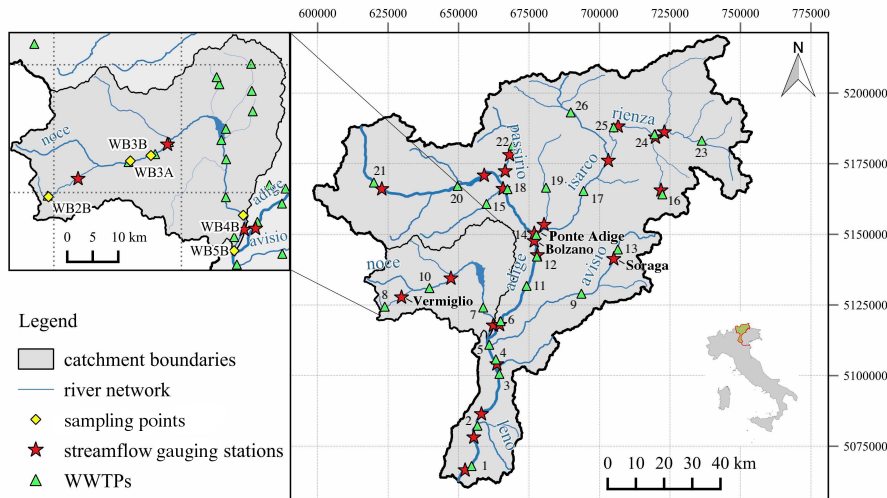 600000 625000 650000 675000 700000 725000 750000 775000
N
5200000
5175000
5150000
5125000
5100000
5075000
noce
WB3B
WB3A
WB2B
WB4B
WB5B
adige
avisio
0 5 10 km
passirio
rienza
isarco
26
25
24
23
22
21
20
19
18
17
16
15
14
Ponte Adige
Bolzano
13
Soraga
12
11
10
9
8
7
6
5
4
3
2
1
noce
Vermiglio
adige
avisio
leno
Legend
catchment boundaries
river network
sampling points
streamflow gauging stations
WWTPs
0 10 20 30 40 km